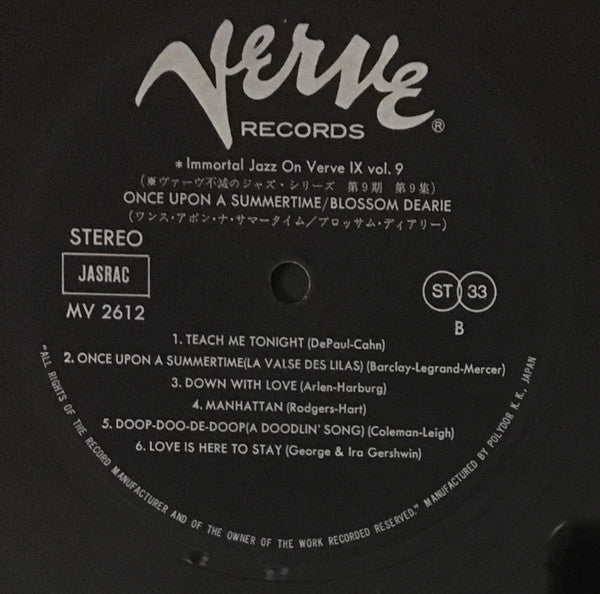 Verve
RECORDS ®
*Immortal Jazz On Verve IX vol. 9
(※ヴァーヴ不滅のジャズ・シリーズ 第9期 第9集)
ONCE UPON A SUMMERTIME/BLOSSOM DEARIE
(ワンス・アポン・ナ・サマータイム/ブロッサム・ディアリー)
STEREO
JASRAC
MV 2612
ST 33
B
1. TEACH ME TONIGHT (DePaul-Cahn)
2. ONCE UPON A SUMMERTIME(LA VALSE DES LILAS) (Barclay-Legrand-Mercer)
3. DOWN WITH LOVE (Arlen-Harburg)
4. MANHATTAN (Rodgers-Hart)
5. DOOP-DOO-DE-DOOP(A DOODLIN' SONG) (Coleman-Leigh)
6. LOVE IS HERE TO STAY (George & Ira Gershwin)
"ALL RIGHTS OF THE RECORD MANUFACTURER AND OF THE OWNER OF THE WORK RECORDED RESERVED." MANUFACTURED BY POLYDOR K. K., JAPAN